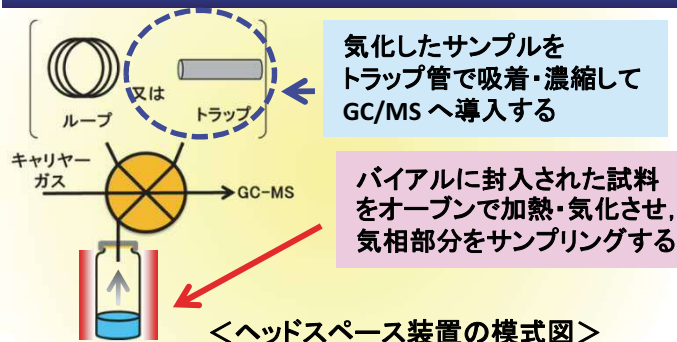 ループ
又は
トラップ
気化したサンプルを
トラップ管で吸着・濃縮して
GC/MS へ導入する
キャリヤー
ガス
GC-MS
バイアルに封入された試料
をオーブンで加熱・気化させ,
気相部分をサンプリングする
<ヘッドスペース装置の模式図>